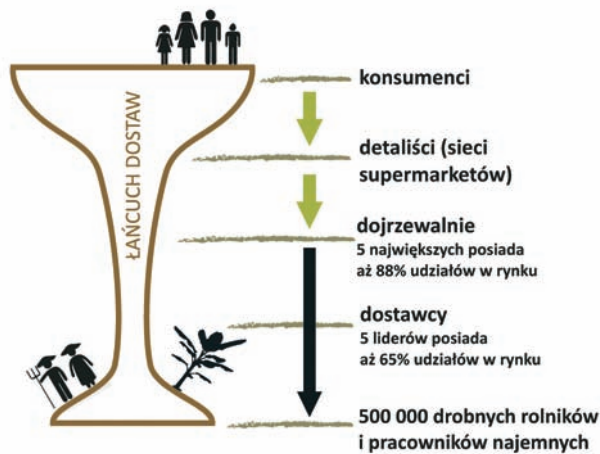 ŁAŃCUCH DOSTAW
konsumenci
detaliści (sieci
supermarketów)
dojrzewalnie
5 największych posiada
aż 88% udziałów w rynku
dostawcy
5 liderów posiada
aż 65% udziałów w rynku
500 000 drobnych rolników
i pracowników najemnych